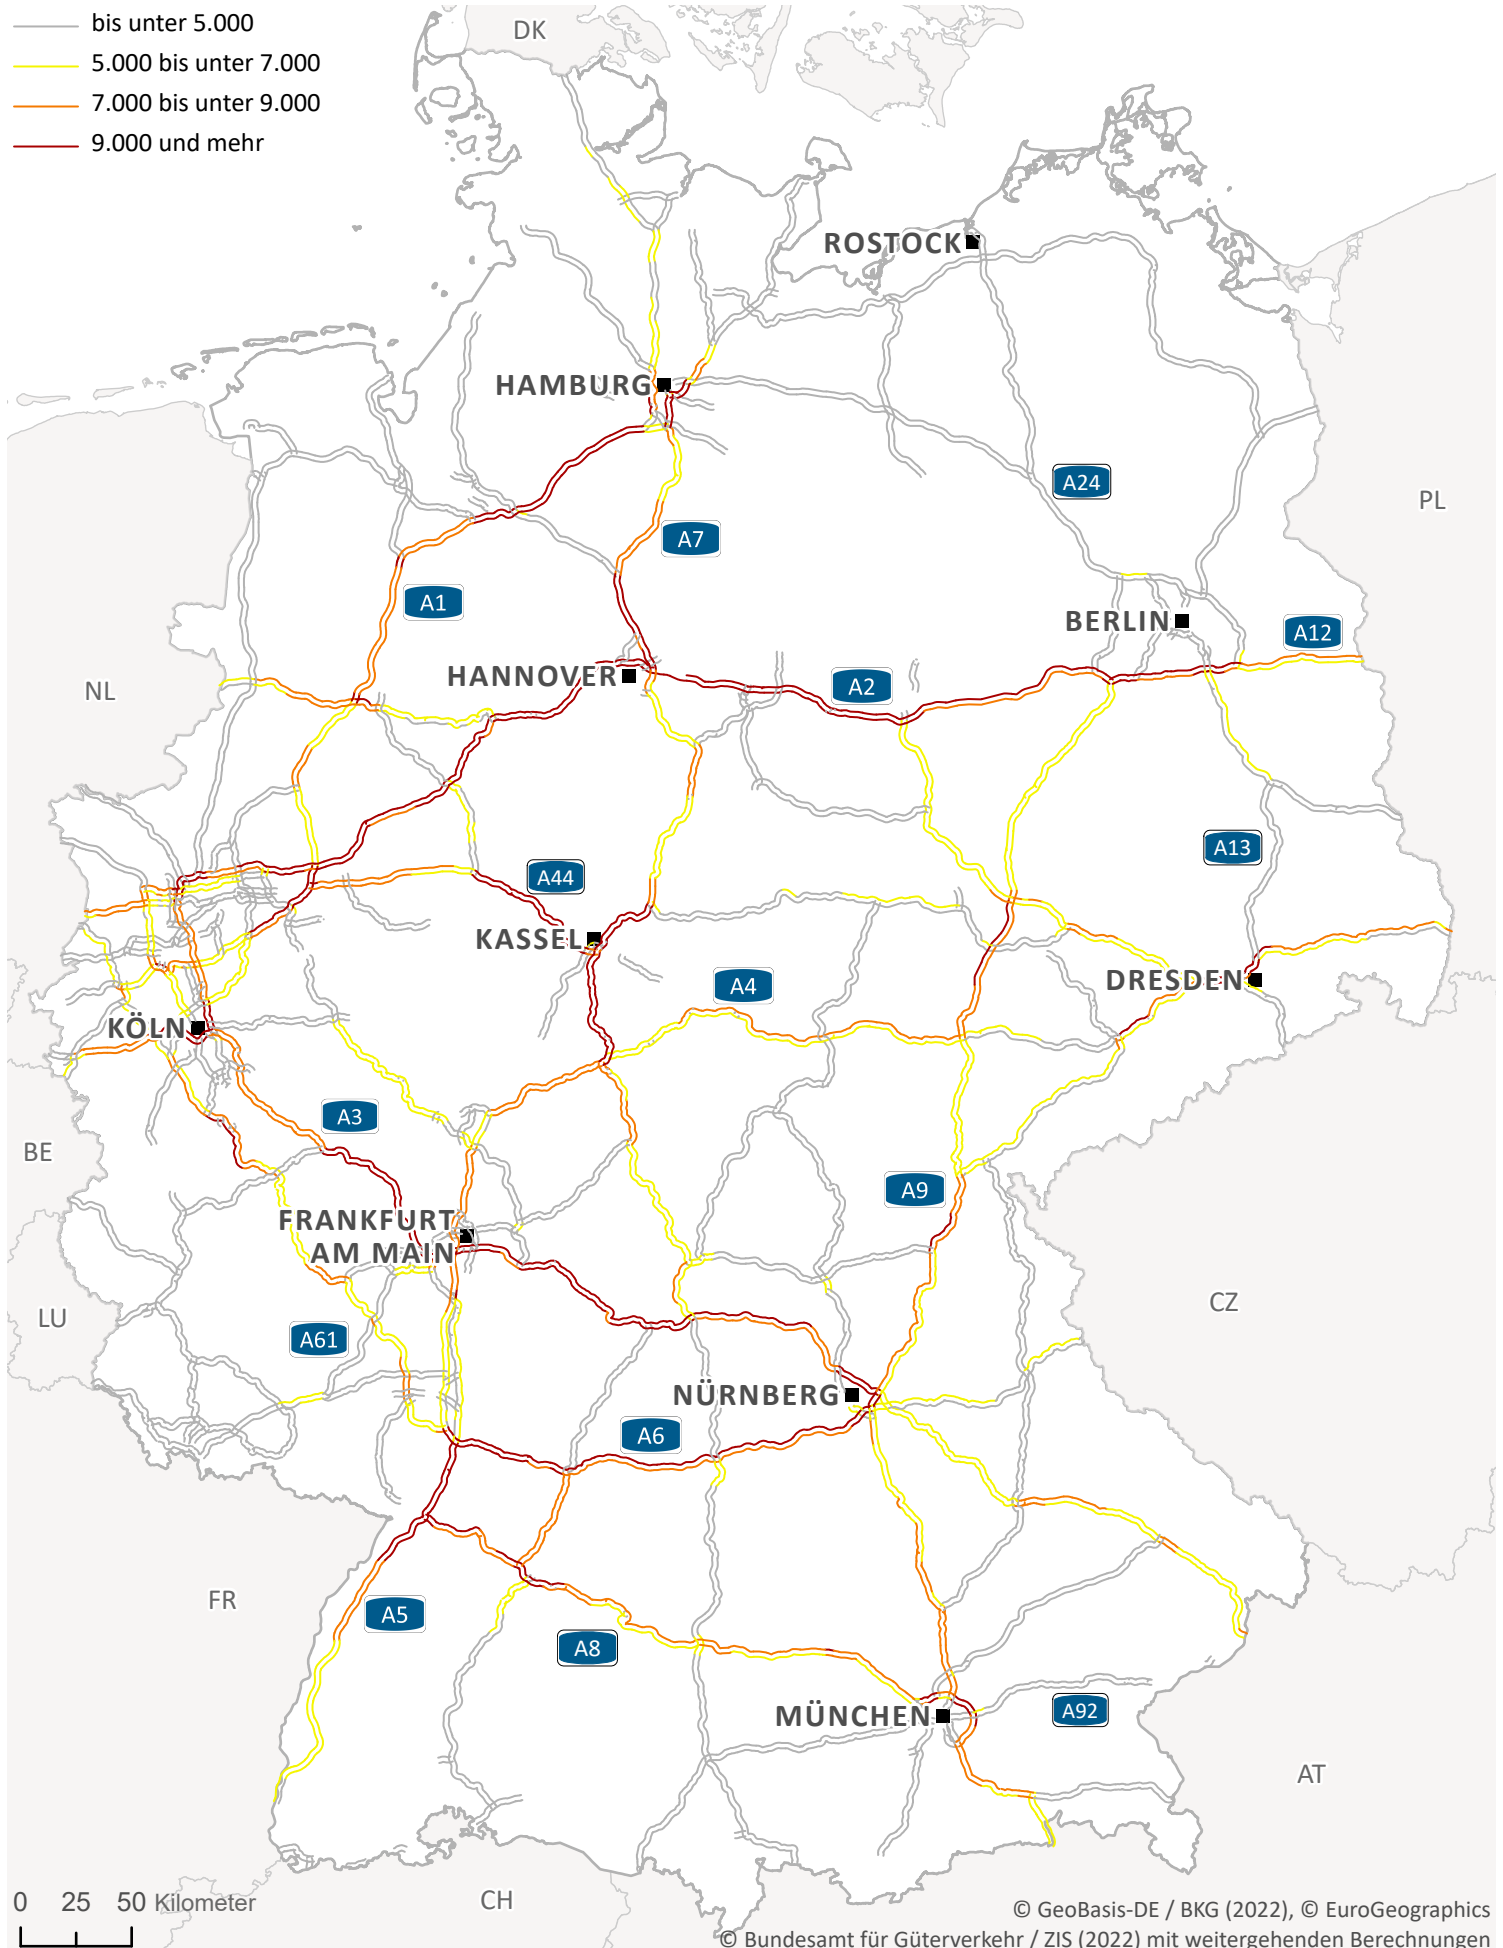 bis unter 5.000
5.000 bis unter 7.000
7.000 bis unter 9.000
9.000 und mehr
DK
ROSTOCK
HAMBURG
A24
PL
A7
A1
BERLIN
A12
HANNOVER
NL
A2
A13
A44
KASSEL
DRESDEN
A4
KÖLN
A3
BE
A9
FRANKFURT
AM MAIN
CZ
LU
A61
NÜRNBERG
A6
FR
A5
A8
MÜNCHEN
A92
AT
CH
0 25 50 Kilometer
© GeoBasis-DE / BKG (2022), © EuroGeographics
© Bundesamt für Güterverkehr / ZIS (2022) mit weitergehenden Berechnungen